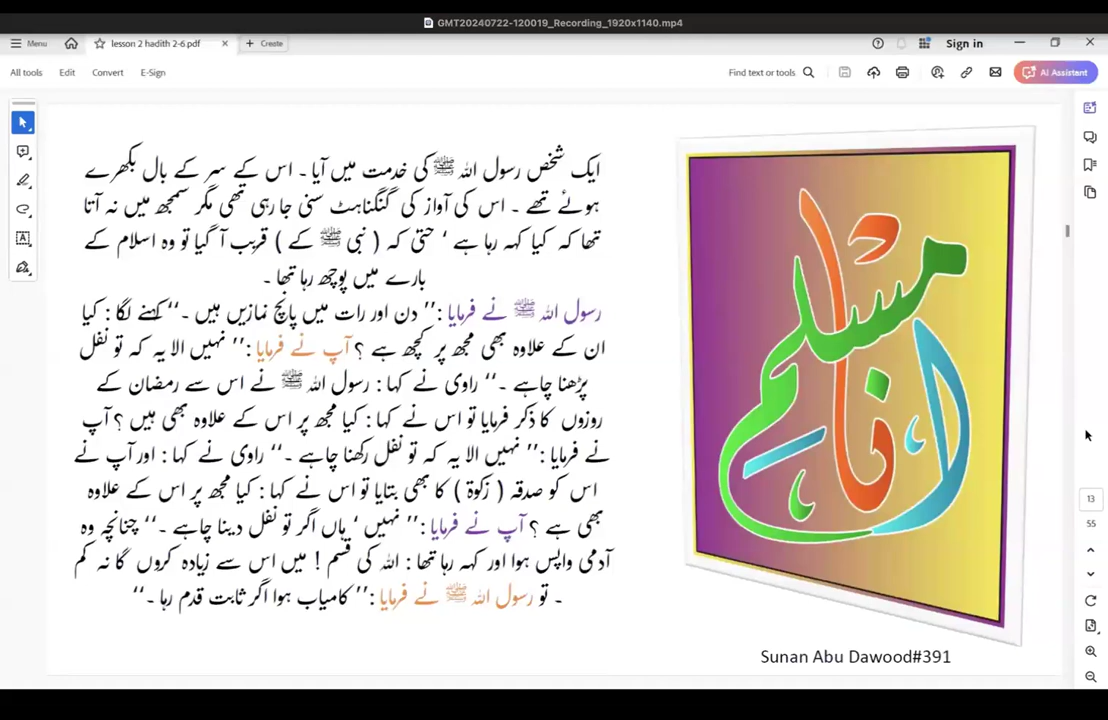 GMT20240722-120019_Recording_1920x1140.mp4
Menu
lesson 2 hadith 2-6.pdf
Create
Sign in
All tools
Edit
Convert
E-Sign
Find text or tools
AI Assistant
ایک شخص رسول اللہ ﷺ کی خدمت میں آیا ۔ اس کے سر کے بال بکھرے
ہوئے تھے ۔ اس کی آواز کی گنگناہٹ سنی جا رہی تھی مگر سمجھ میں نہ آتا
تھا کہ کیا کہہ رہا ہے ‘ حتیٰ کہ ( نبی ﷺ کے ) قریب آ گیا تو وہ اسلام کے
بارے میں پوچھ رہا تھا ۔
رسول اللہ ﷺ نے فرمایا :’’ دن اور رات میں پانچ نمازیں ہیں ۔‘‘ کہنے لگا : کیا
ان کے علاوہ بھی مجھ پر کچھ ہے ؟ آپ نے فرمایا :’’ نہیں الا یہ کہ تو نفل
پڑھنا چاہے ۔‘‘ راوی نے کہا : رسول اللہ ﷺ نے اس سے رمضان کے
روزوں کا ذکر فرمایا تو اس نے کہا : کیا مجھ پر اس کے علاوہ بھی ہیں ؟ آپ
نے فرمایا :’’ نہیں الا یہ کہ تو نفل رکھنا چاہے ۔‘‘ راوی نے کہا : اور آپ نے
اس کو صدقہ ( زکوۃ ) کا بھی بتایا تو اس نے کہا : کیا مجھ پر اس کے علاوہ
بھی ہے ؟ آپ نے فرمایا :’’ نہیں ‘ ہاں اگر تو نفل دینا چاہے ۔‘‘ چنانچہ وہ
آدمی واپس ہوا اور کہہ رہا تھا : اللہ کی قسم ! میں اس سے زیادہ کروں گا نہ کم
۔ تو رسول اللہ ﷺ نے فرمایا :’’ کامیاب ہوا اگر ثابت قدم رہا ۔‘‘
انا مسلم
Sunan Abu Dawood#391
13
55